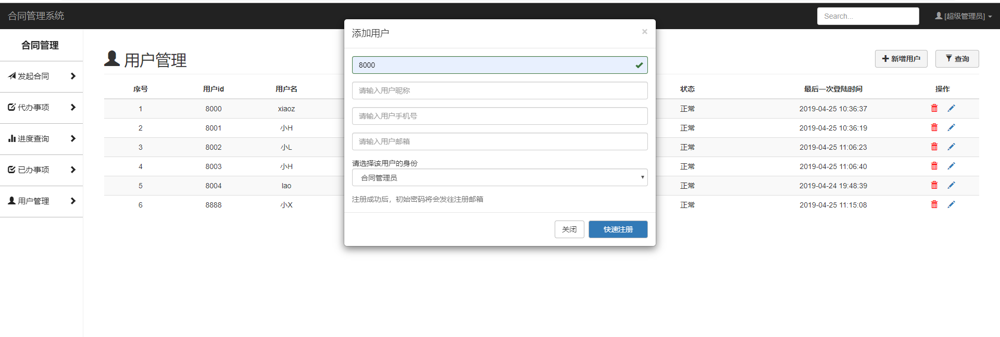 合同管理系统
Search...
[超级管理员]
合同管理
发起合同
代办事项
进度查询
已办事项
用户管理
用户管理
新增用户
查询
序号 用户id 用户名 状态 最后一次登陆时间 操作
1 8000 xiaoz 正常 2019-04-25 10:36:37
2 8001 小H 正常 2019-04-25 10:36:19
3 8002 小L 正常 2019-04-25 11:06:23
4 8003 小H 正常 2019-04-25 11:06:40
5 8004 lao 正常 2019-04-24 19:48:39
6 8888 小X 正常 2019-04-25 11:15:08
添加用户
×
8000
请输入用户昵称
请输入用户手机号
请输入用户邮箱
请选择该用户的身份
合同管理员
注册成功后，初始密码将会发往注册邮箱
关闭
快速注册